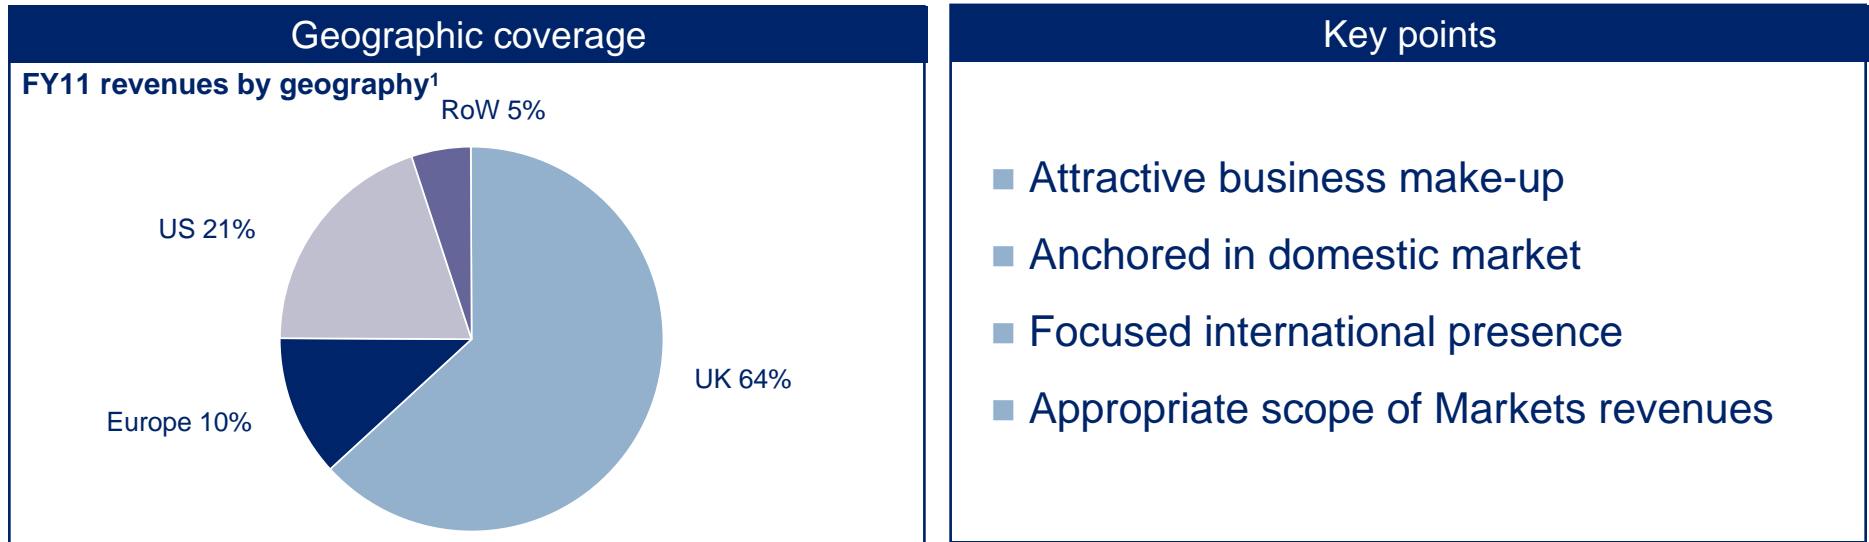 Geographic coverage
FY11 revenues by geography¹
RoW 5%
US 21%
UK 64%
Europe 10%
Key points
Attractive business make-up
Anchored in domestic market
Focused international presence
Appropriate scope of Markets revenues